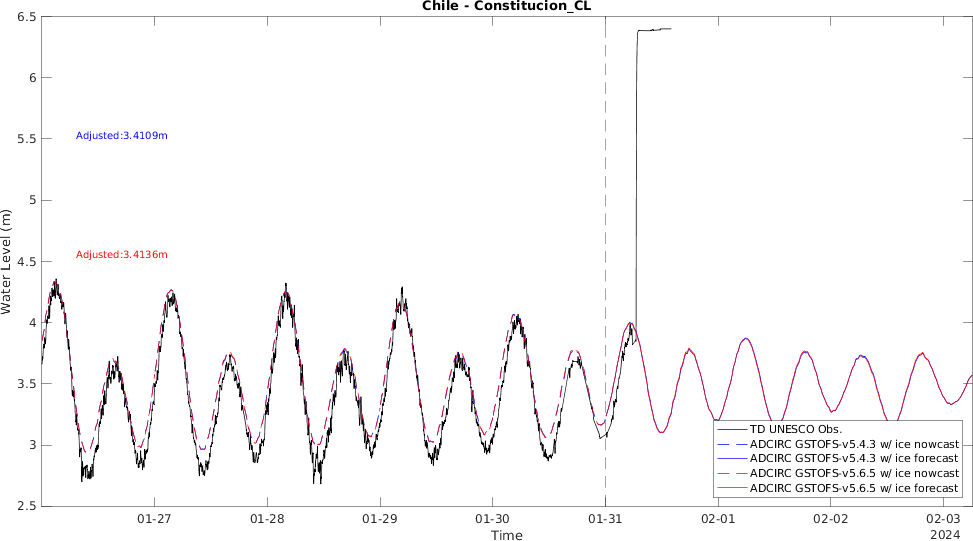 Chile - Constitucion_CL
Water Level (m)
6.5
6
5.5
5
4.5
4
3.5
3
2.5
Adjusted:3.4109m
Adjusted:3.4136m
TD UNESCO Obs.
ADCIRC GSTOFS-v5.4.3 w/ ice nowcast
ADCIRC GSTOFS-v5.4.3 w/ ice forecast
ADCIRC GSTOFS-v5.6.5 w/ ice nowcast
ADCIRC GSTOFS-v5.6.5 w/ ice forecast
01-27 01-28 01-29 01-30 01-31 02-01 02-02 02-03
2024
Time